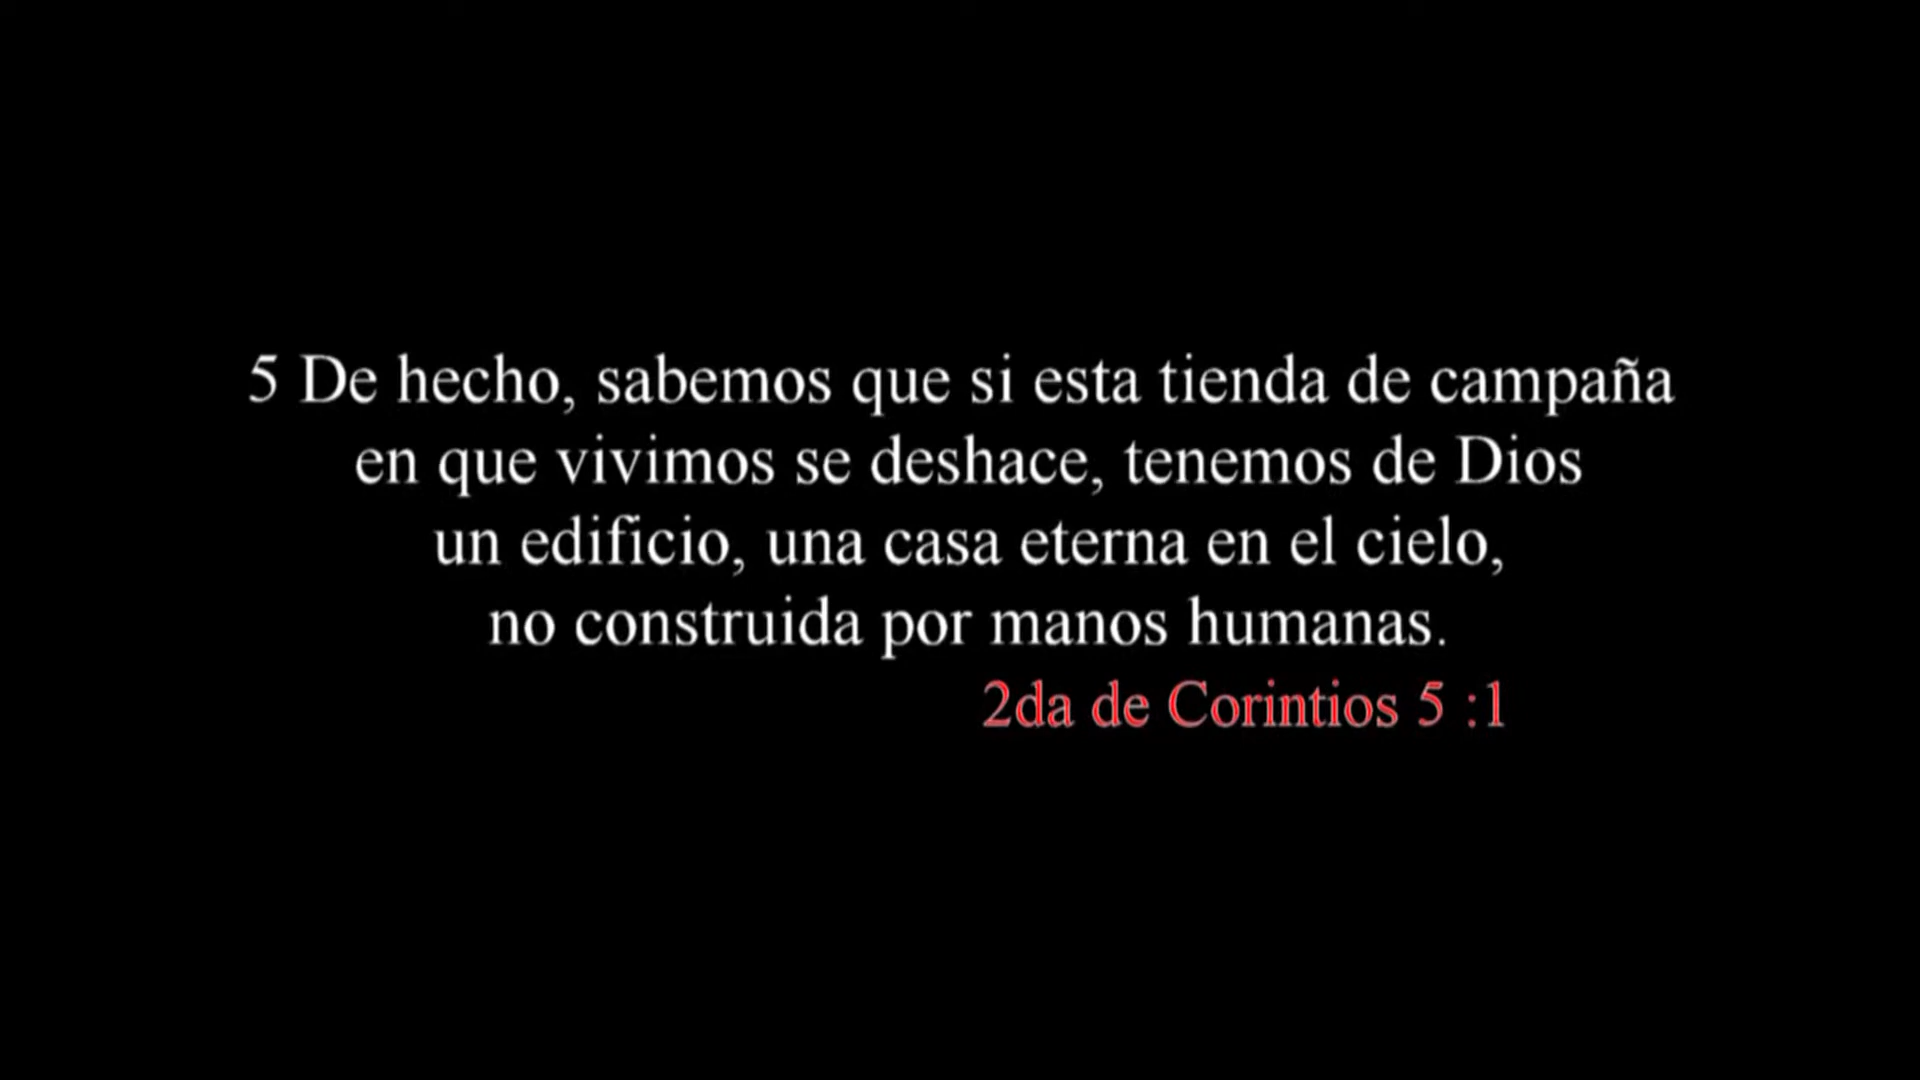 5 De hecho, sabemos que si esta tienda de campaña
en que vivimos se deshace, tenemos de Dios
un edificio, una casa eterna en el cielo,
no construida por manos humanas.
2da de Corintios 5 :1